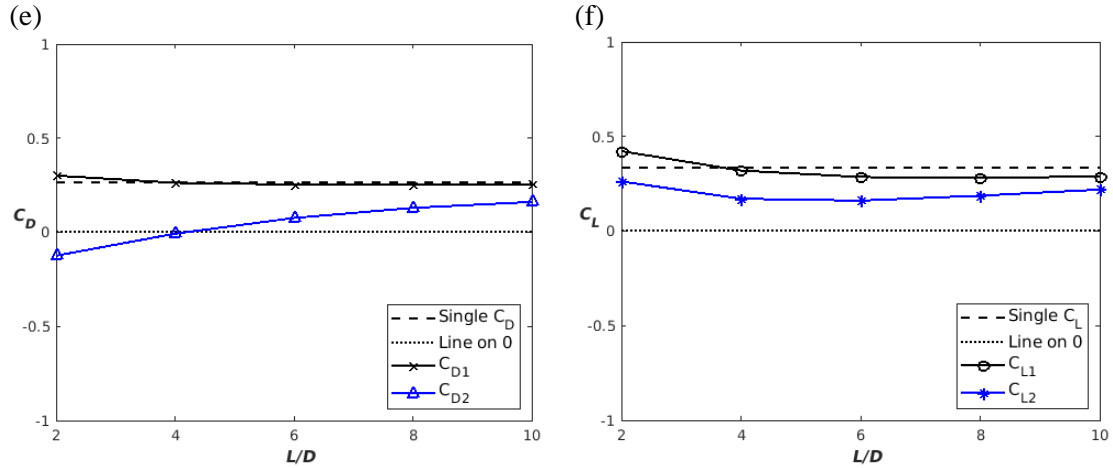 (e)
1
0.5
C_D
0
-0.5
-1
2 4 6 8 10
L/D
Single C_D
Line on 0
C_D1
C_D2
(f)
1
0.5
C_L
0
-0.5
-1
2 4 6 8 10
L/D
Single C_L
Line on 0
C_L1
C_L2